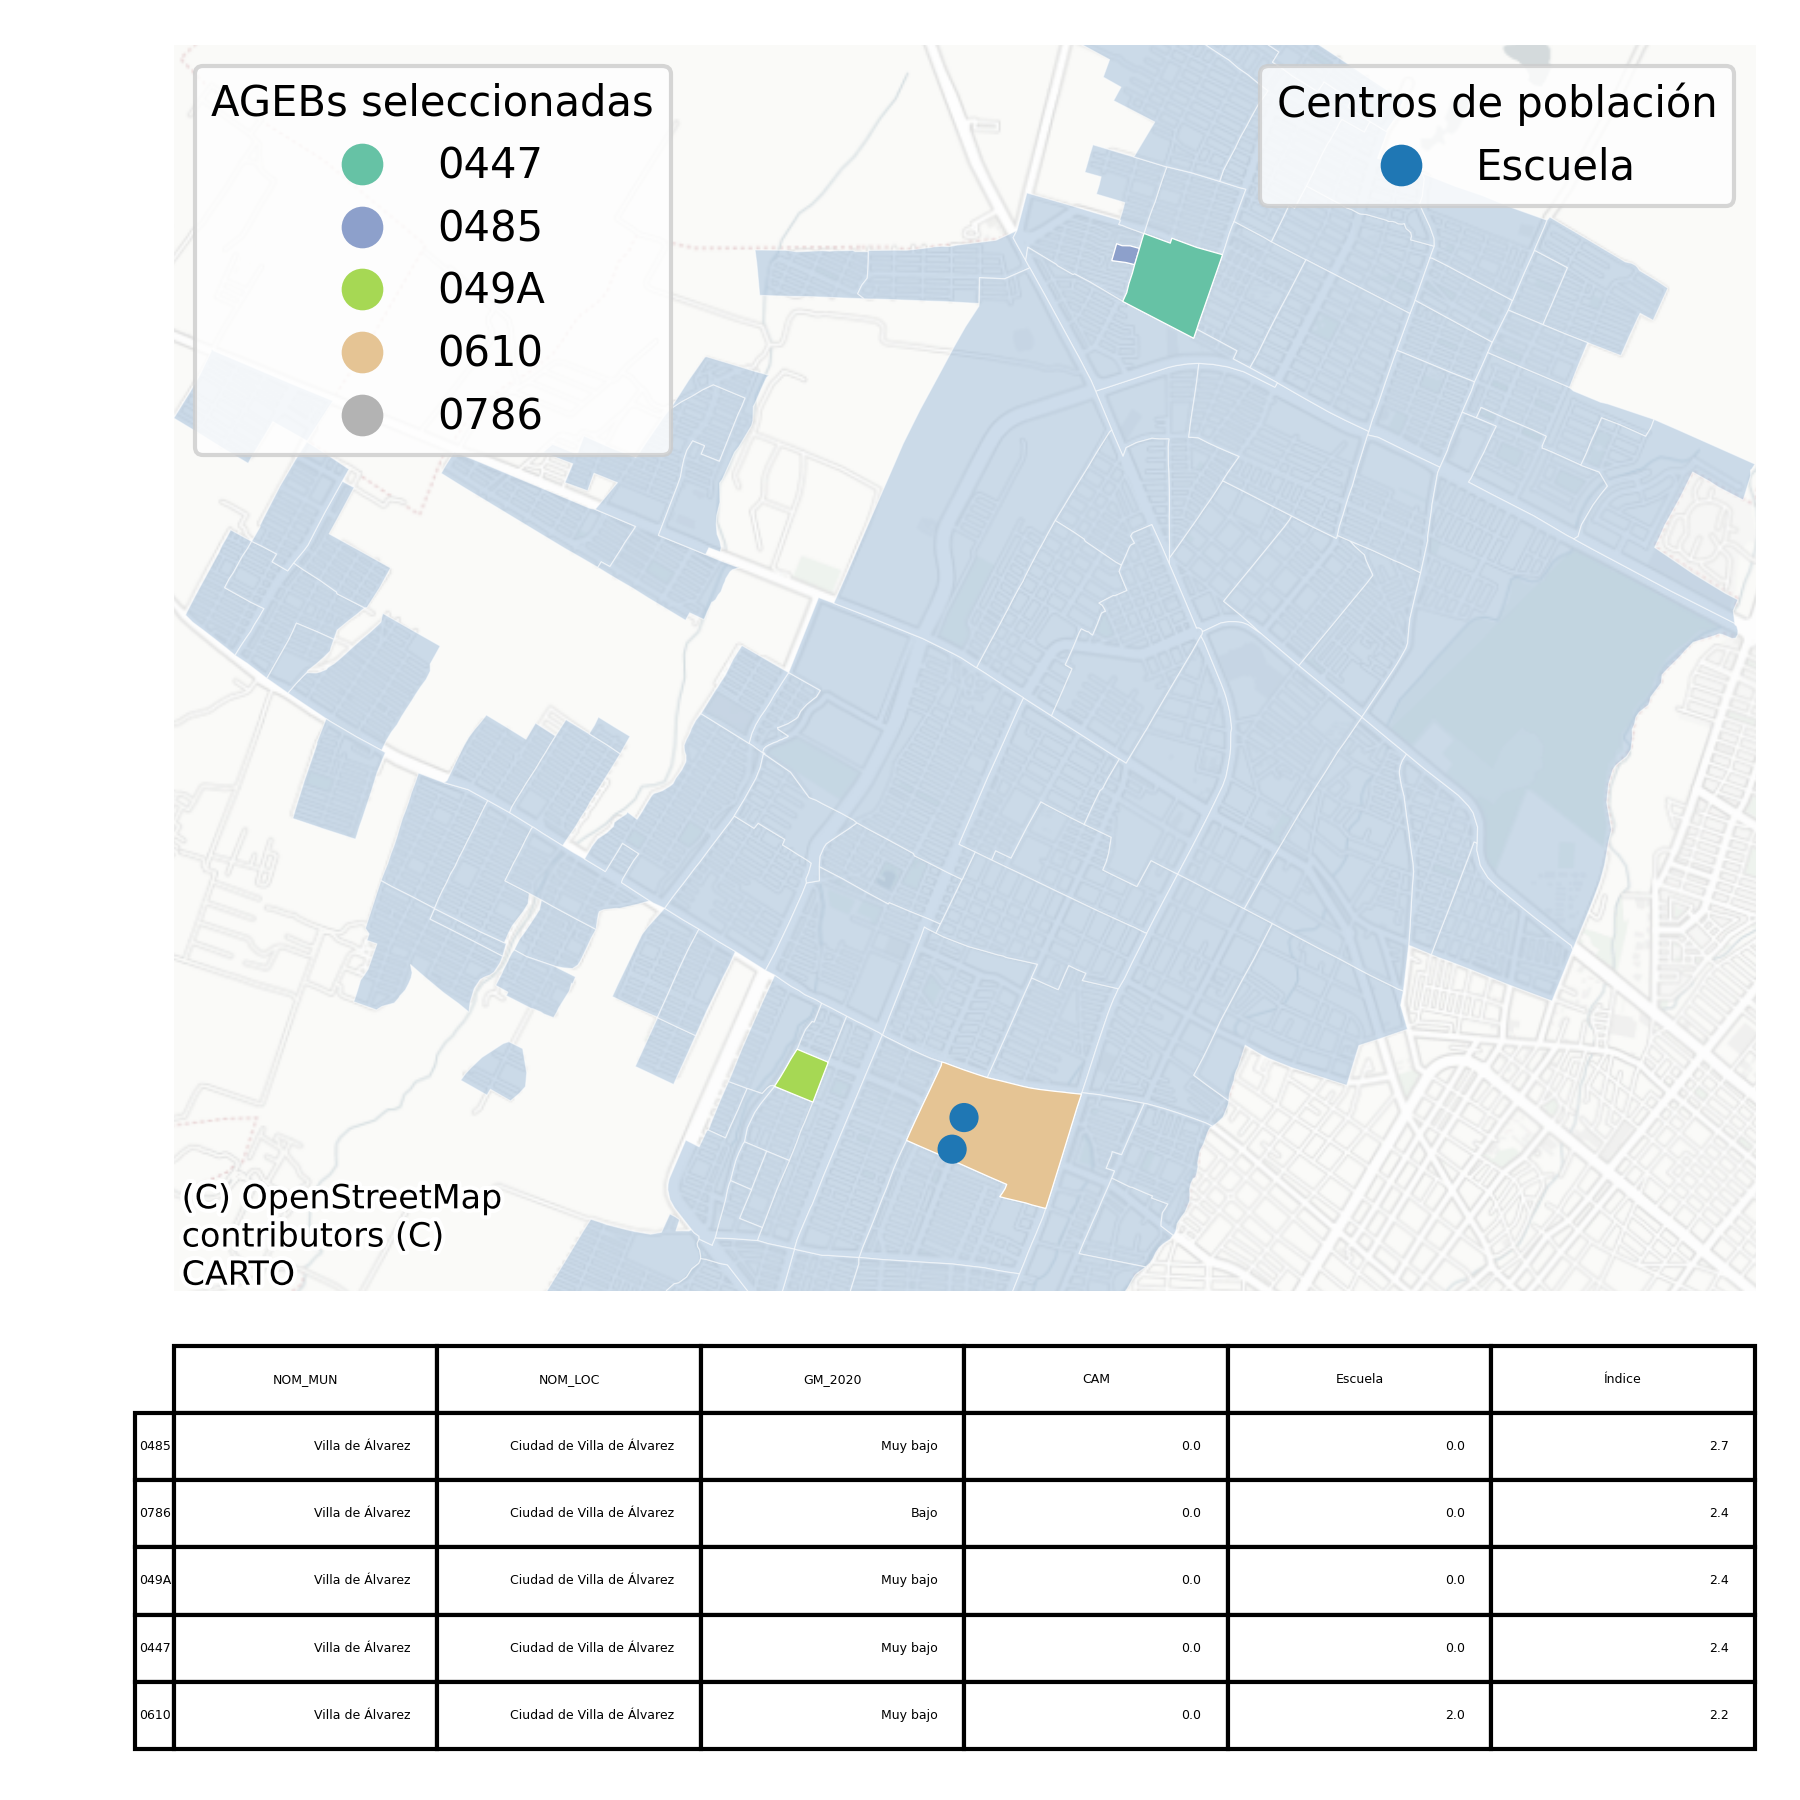 AGEBs seleccionadas
0447
0485
049A
0610
0786
Centros de población
Escuela
(C) OpenStreetMap
contributors (C)
CARTO
NOM_MUN NOM_LOC GM_2020 CAM Escuela Índice
0485 Villa de Álvarez Ciudad de Villa de Álvarez Muy bajo 0.0 0.0 2.7
0786 Villa de Álvarez Ciudad de Villa de Álvarez Bajo 0.0 0.0 2.4
049A Villa de Álvarez Ciudad de Villa de Álvarez Muy bajo 0.0 0.0 2.4
0447 Villa de Álvarez Ciudad de Villa de Álvarez Muy bajo 0.0 0.0 2.4
0610 Villa de Álvarez Ciudad de Villa de Álvarez Muy bajo 0.0 2.0 2.2